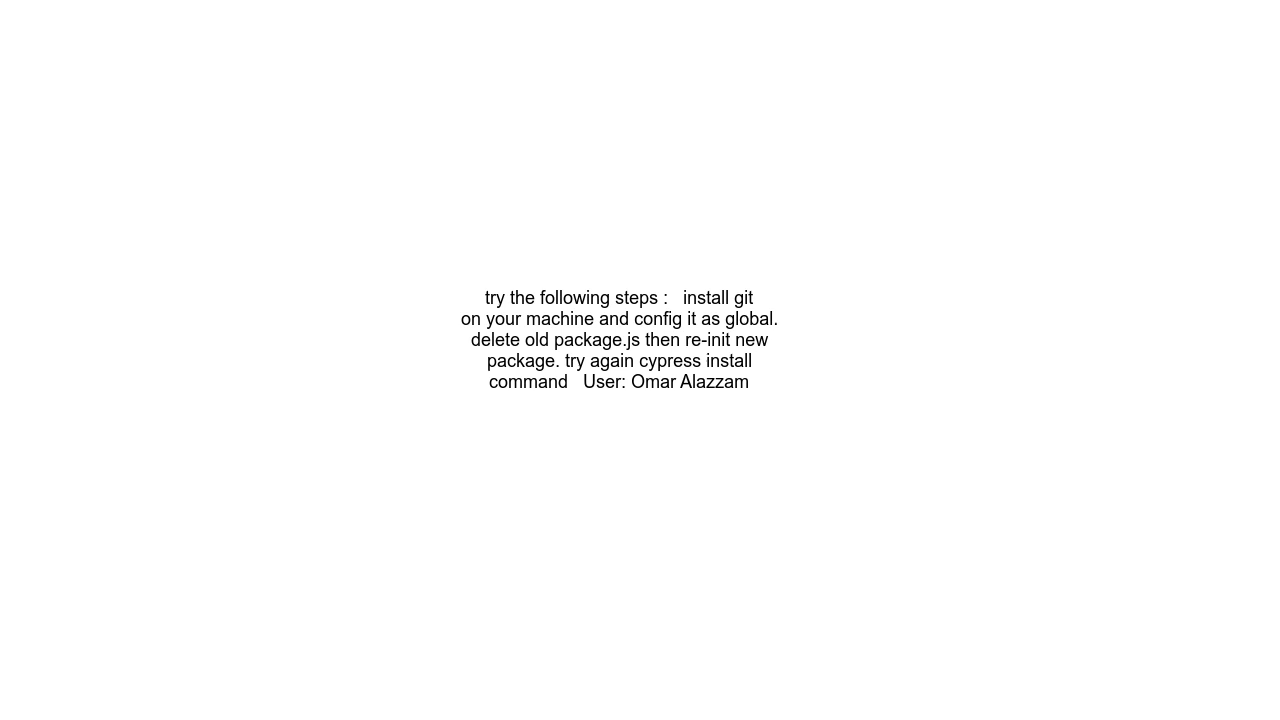 try the following steps :   install git
on your machine and config it as global.
delete old package.js then re-init new
package. try again cypress install
command   User: Omar Alazzam